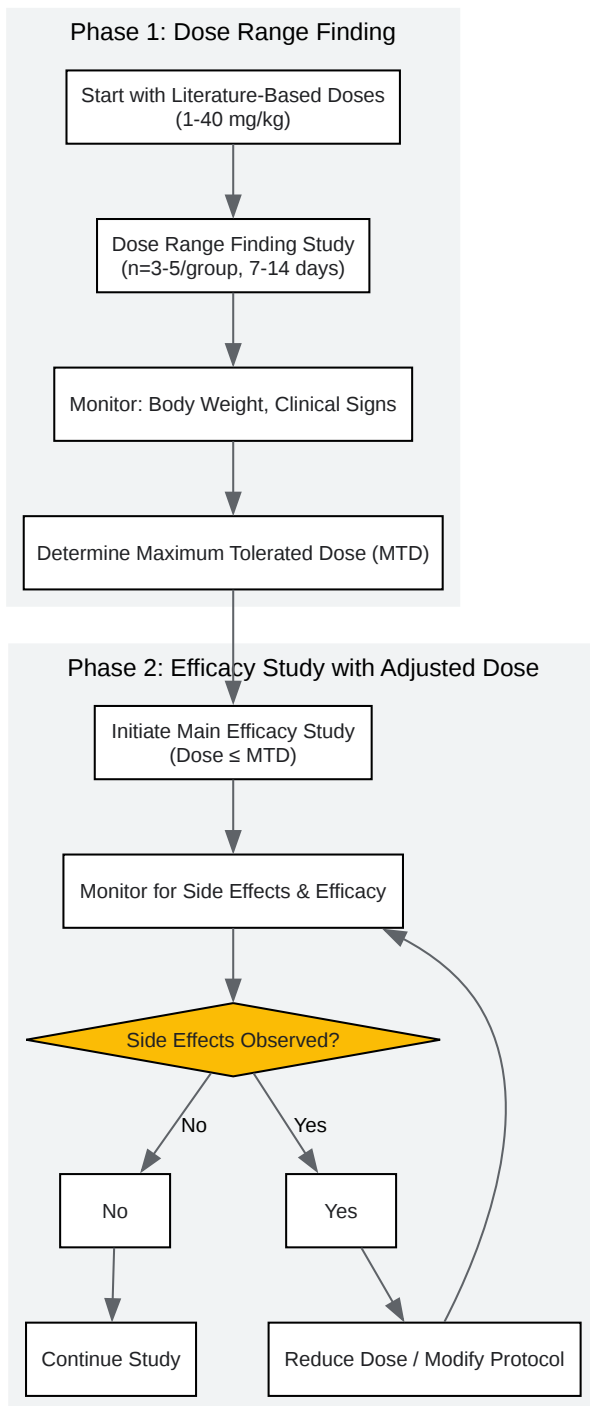 Phase 1: Dose Range Finding
Start with Literature-Based Doses
(1-40 mg/kg)
Dose Range Finding Study
(n=3-5/group, 7-14 days)
Monitor: Body Weight, Clinical Signs
Determine Maximum Tolerated Dose (MTD)
Phase 2: Efficacy Study with Adjusted Dose
Initiate Main Efficacy Study
(Dose ≤ MTD)
Monitor for Side Effects & Efficacy
Side Effects Observed?
No
Yes
No
Yes
Continue Study
Reduce Dose / Modify Protocol